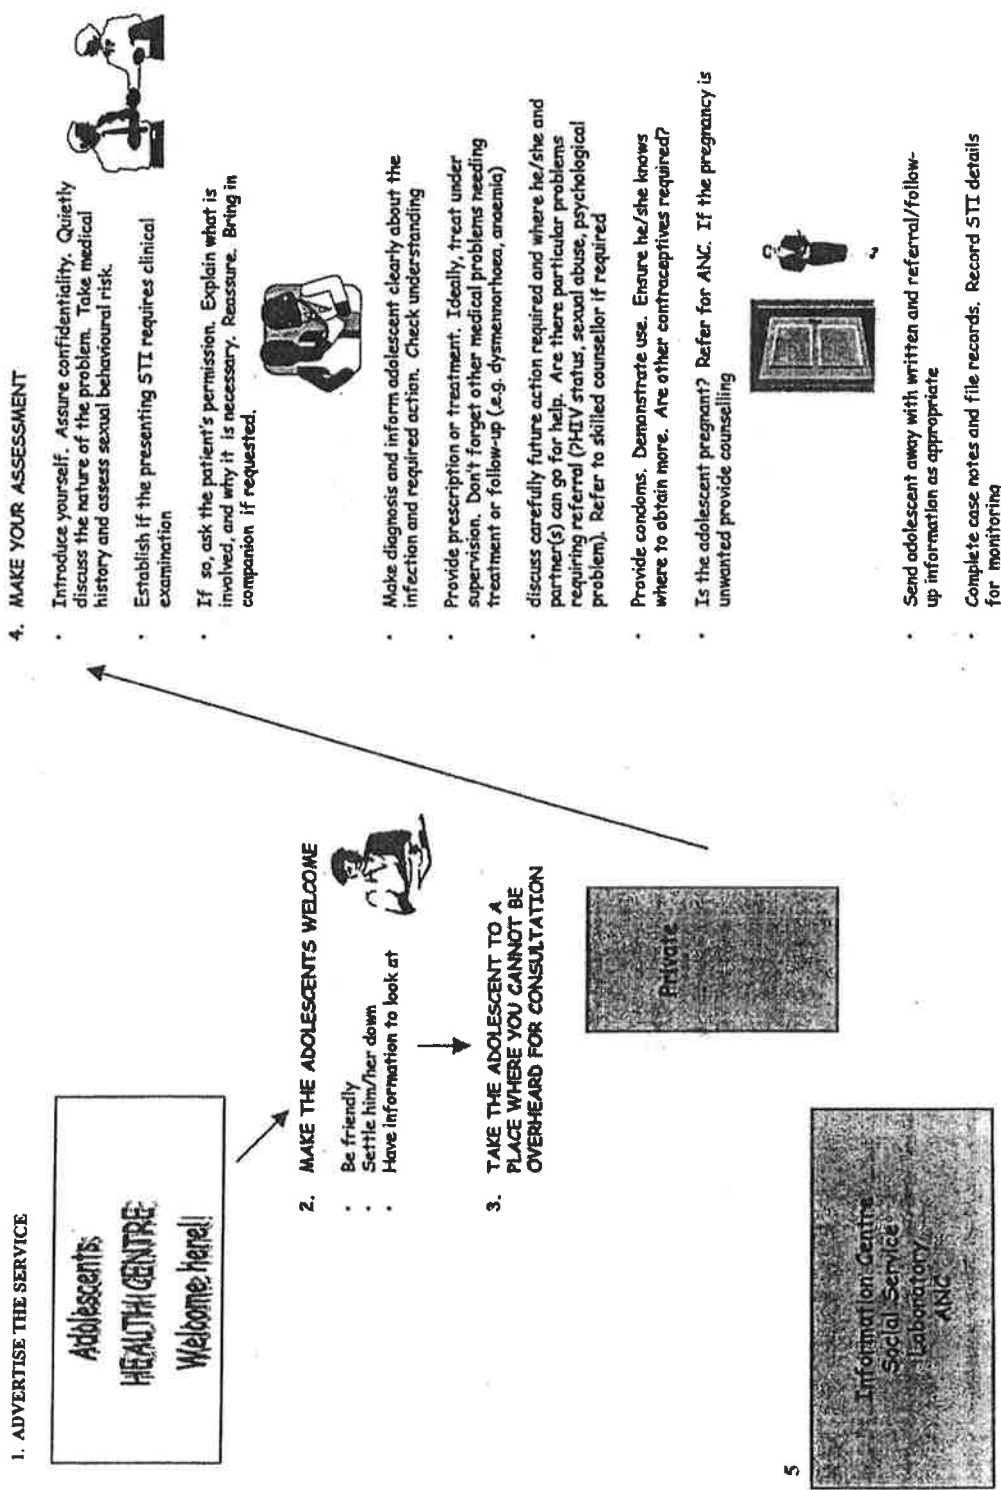 1. ADVERTISE THE SERVICE
Adolescents
HEALTH CENTRE
Welcome here!!
2. MAKE THE ADOLESCENTS WELCOME
• Be friendly
• Settle him/her down
• Have information to look at
3. TAKE THE ADOLESCENT TO A
PLACE WHERE YOU CANNOT BE
OVERHEARD FOR CONSULTATION
Private
5
Information Centre
Social Service
Laboratory
ANC
4. MAKE YOUR ASSESSMENT
• Introduce yourself. Assure confidentiality. Quietly
discuss the nature of the problem. Take medical
history and assess sexual behavioural risk.
• Establish if the presenting STI requires clinical
examination
• If so, ask the patient's permission. Explain what is
involved, and why it is necessary. Reassure. Bring in
companion if requested.
• Make diagnosis and inform adolescent clearly about the
infection and required action. Check understanding
• Provide prescription or treatment. Ideally, treat under
supervision. Don't forget other medical problems needing
treatment or follow-up (.e.g. dysmennorhoea, anaemia)
• discuss carefully future action required and where he/she and
partner(s) can go for help. Are there particular problems
requiring referral (?HIV status, sexual abuse, psychological
problem). Refer to skilled counsellor if required
• Provide condoms. Demonstrate use. Ensure he/she knows
where to obtain more. Are other contraceptives required?
• Is the adolescent pregnant? Refer for ANC. If the pregnancy is
unwanted provide counselling
• Send adolescent away with written and referral/follow-
up information as appropriate
• Complete case notes and file records. Record STI details
for monitoring